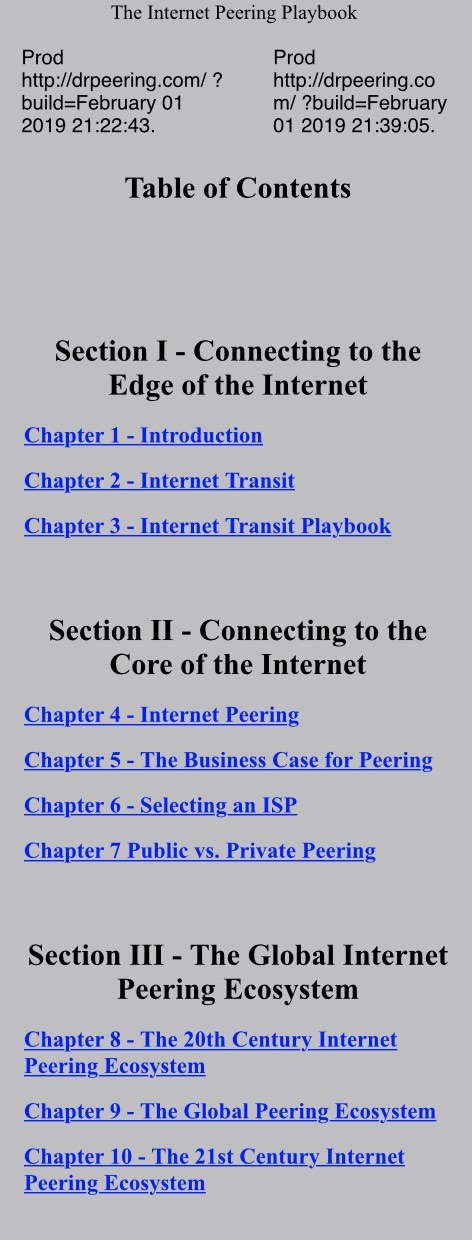 The Internet Peering Playbook
Prod
http://drpeering.com/ ?
build=February 01
2019 21:22:43.
Prod
http://drpeering.co
m/ ?build=February
01 2019 21:39:05.
Table of Contents
Section I - Connecting to the
Edge of the Internet
Chapter 1 - Introduction
Chapter 2 - Internet Transit
Chapter 3 - Internet Transit Playbook
Section II - Connecting to the
Core of the Internet
Chapter 4 - Internet Peering
Chapter 5 - The Business Case for Peering
Chapter 6 - Selecting an ISP
Chapter 7 Public vs. Private Peering
Section III - The Global Internet
Peering Ecosystem
Chapter 8 - The 20th Century Internet
Peering Ecosystem
Chapter 9 - The Global Peering Ecosystem
Chapter 10 - The 21st Century Internet
Peering Ecosystem